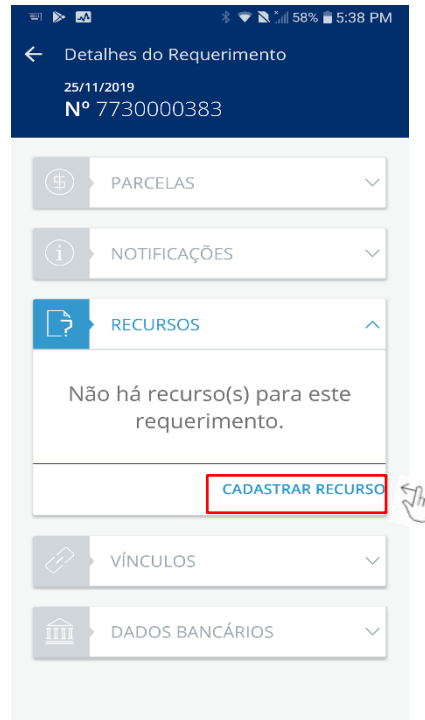 58% 5:38 PM
Detalhes do Requerimento
25/11/2019
Nº 7730000383
PARCELAS
NOTIFICAÇÕES
RECURSOS
Não há recurso(s) para este
requerimento.
CADASTRAR RECURSO
VÍNCULOS
DADOS BANCÁRIOS